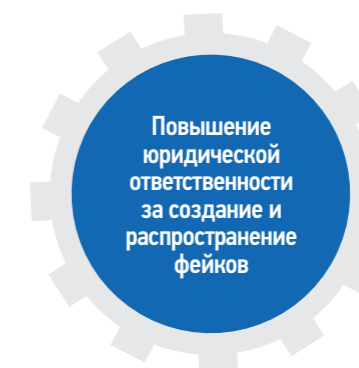 Повышение
юридической
ответственности
за создание и
распространение
фейков